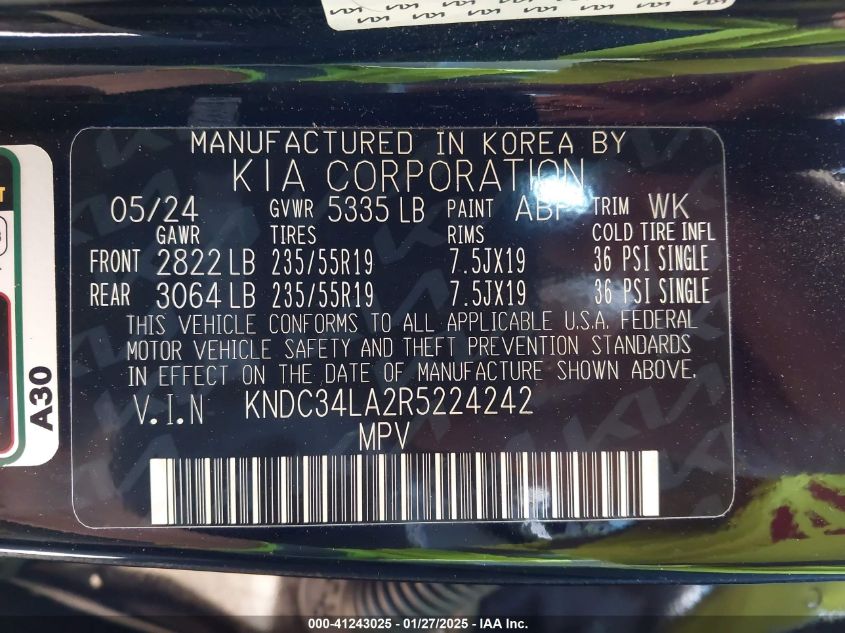 MANUFACTURED IN KOREA BY
KIA CORPORATION
05/24 GVWR 5335 LB PAINT ABP TRIM WK
GAWR TIRES RIMS COLD TIRE INFL
FRONT 2822 LB 235/55R19 7.5JX19 36 PSI SINGLE
REAR 3064 LB 235/55R19 7.5JX19 36 PSI SINGLE
THIS VEHICLE CONFORMS TO ALL APPLICABLE U.S.A. FEDERAL
MOTOR VEHICLE SAFETY AND THEFT PREVENTION STANDARDS
IN EFFECT ON THE DATE OF MANUFACTURE SHOWN ABOVE.
V.I.N KNDC34LA2R5224242
MPV
A30
000-41243025 - 01/27/2025 - IAA Inc.